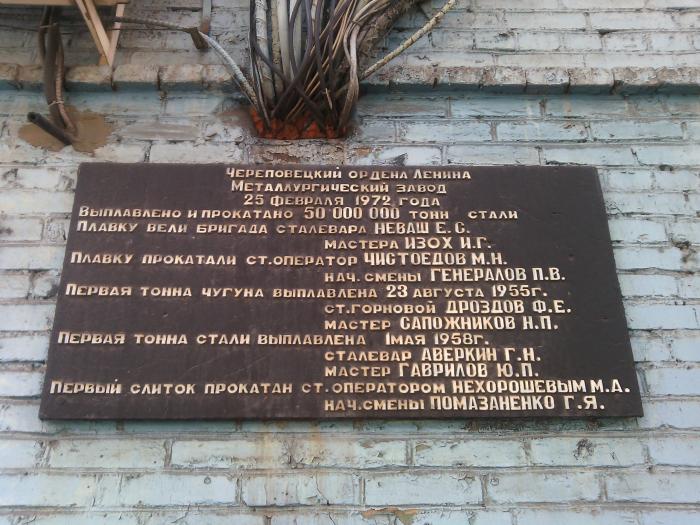 Череповецкий ордена Ленина
Металлургический завод
25 февраля 1972 года
Выплавлено и прокатано 50 000 000 тонн стали
Плавку вели бригада сталевара НЕВАШ Е.С.
мастера ИЗОХ И.Г.
Плавку прокатали ст.оператор ЧИСТОЕДОВ М.Н.
нач.смены ГЕНЕРАЛОВ П.В.
Первая тонна чугуна выплавлена 23 августа 1955г.
ст.горновой ДРОЗДОВ Ф.Е.
мастер САПОЖНИКОВ Н.П.
Первая тонна стали выплавлена 1мая 1958г.
сталевар АВЕРКИН Г.Н.
мастер ГАВРИЛОВ Ю.П.
Первый слиток прокатан ст.оператором НЕХОРОШЕВЫМ М.А.
нач.смены ПОМАЗАНЕНКО Г.Я.